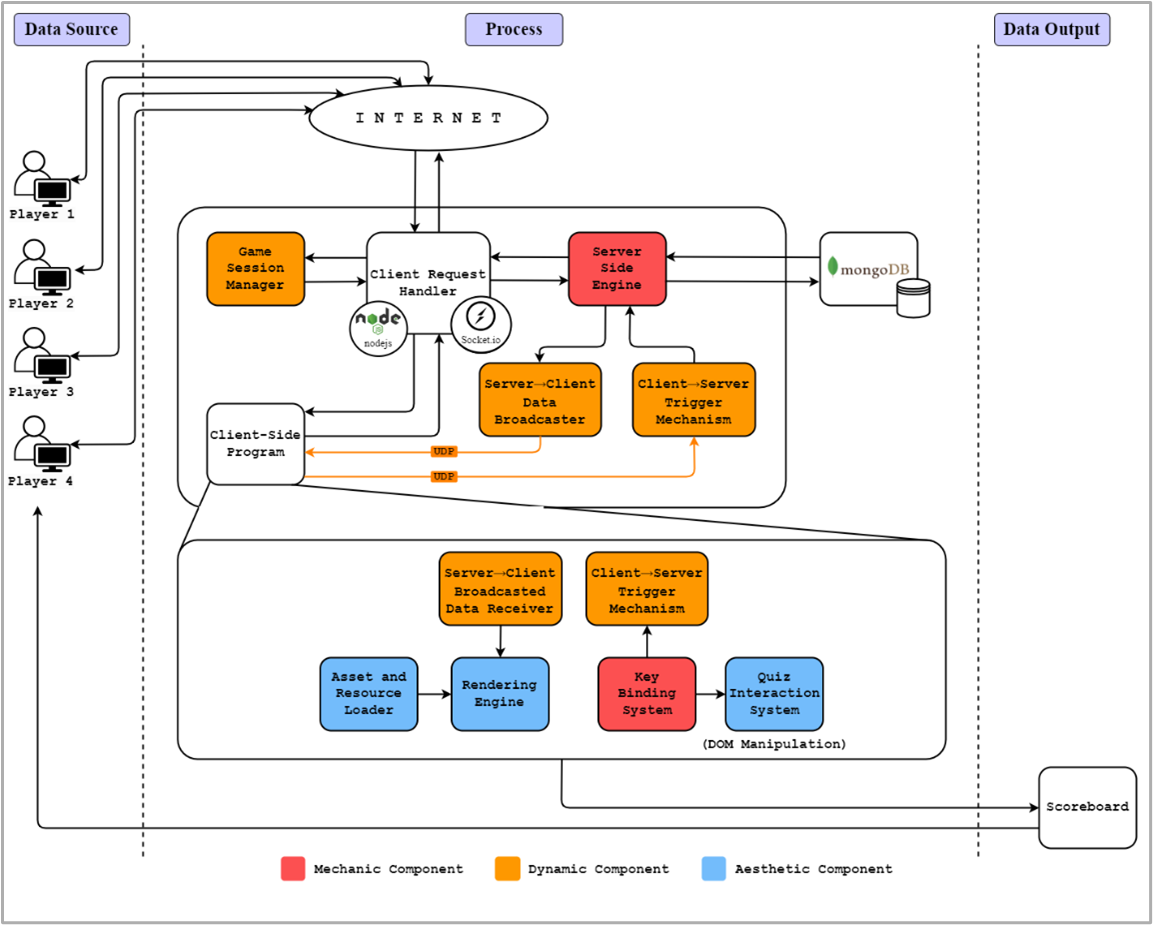 Data Source
Process
Data Output
I N T E R N E T
Player 1
Player 2
Player 3
Player 4
Game
Session
Manager
Client Request
Handler
node
JS
nodejs
Socket.io
Server
Side
Engine
mongoDB
Server→Client
Data
Broadcaster
Client→Server
Trigger
Mechanism
Client-Side
Program
UDP
UDP
Server→Client
Broadcasted
Data Receiver
Client→Server
Trigger
Mechanism
Asset and
Resource
Loader
Rendering
Engine
Key
Binding
System
Quiz
Interaction
System
(DOM Manipulation)
Scoreboard
Mechanic Component
Dynamic Component
Aesthetic Component